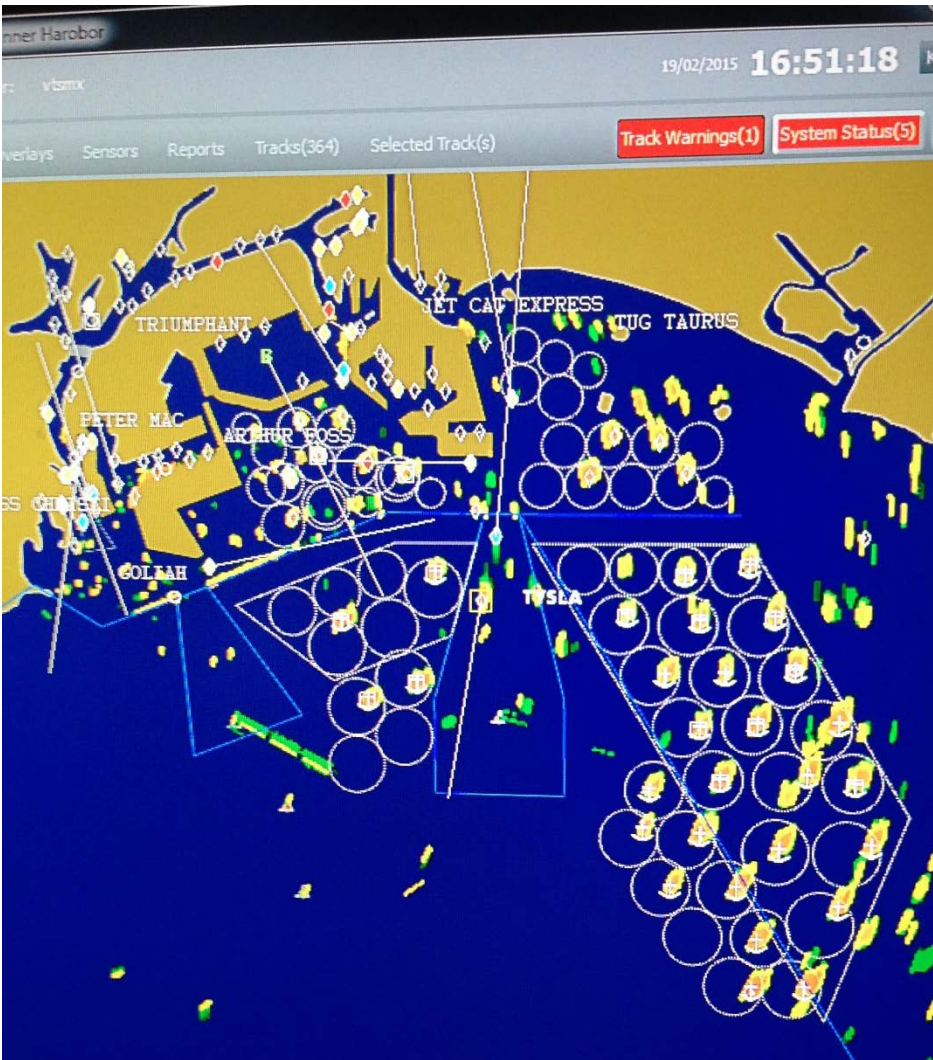 nner Harobor
19/02/2015 16:51:18
vtsmx
verlays Sensors Reports Tracks(364) Selected Track(s) Track Warnings(1) System Status(5)
JET CAT EXPRESS
TUG TAURUS
TRIUMPHANT
PETER MAC
ARTHUR FOSS
SS
GOLIAH
TYSLA